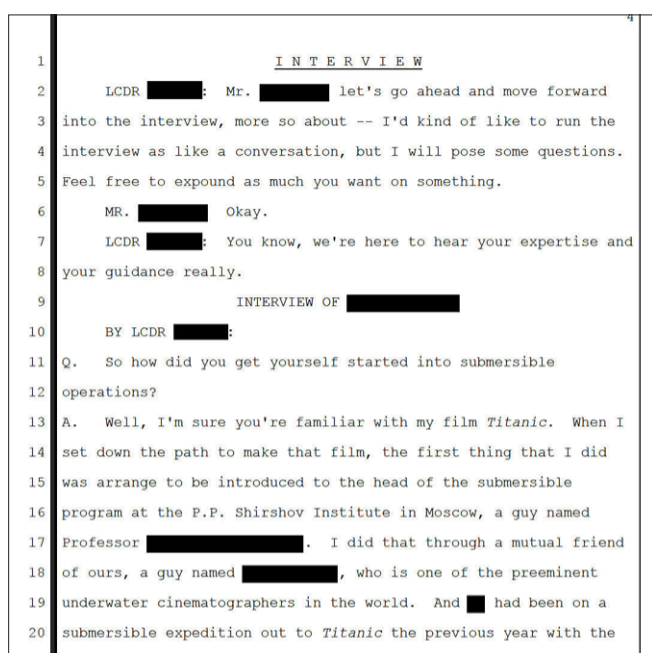 4
1 I N T E R V I E W
2 LCDR : Mr. let's go ahead and move forward
3 into the interview, more so about -- I'd kind of like to run the
4 interview as like a conversation, but I will pose some questions.
5 Feel free to expound as much you want on something.
6 MR. Okay.
7 LCDR : You know, we're here to hear your expertise and
8 your guidance really.
9 INTERVIEW OF
10 BY LCDR :
11 Q. So how did you get yourself started into submersible
12 operations?
13 A. Well, I'm sure you're familiar with my film Titanic. When I
14 set down the path to make that film, the first thing that I did
15 was arrange to be introduced to the head of the submersible
16 program at the P.P. Shirshov Institute in Moscow, a guy named
17 Professor . I did that through a mutual friend
18 of ours, a guy named , who is one of the preeminent
19 underwater cinematographers in the world. And had been on a
20 submersible expedition out to Titanic the previous year with the